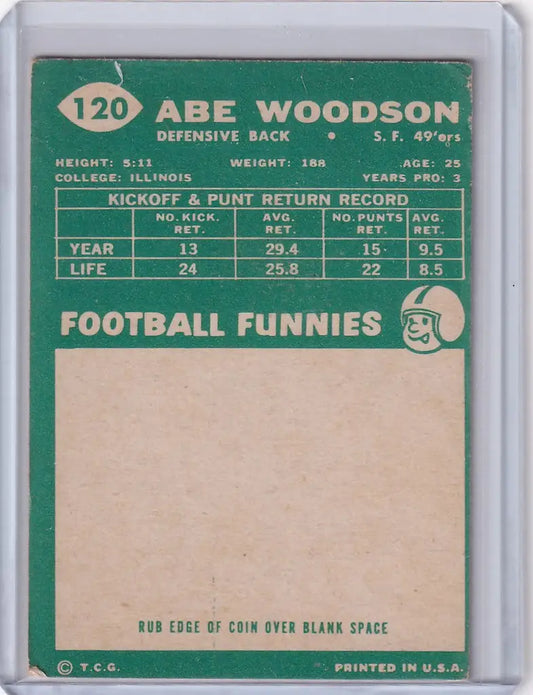 120 ABE WOODSON
DEFENSIVE BACK • S. F. 49'ers
HEIGHT: 5:11 WEIGHT: 188 AGE: 25
COLLEGE: ILLINOIS YEARS PRO: 3
KICKOFF & PUNT RETURN RECORD
NO. KICK. RET. AVG. RET. NO. PUNTS RET. AVG. RET.
YEAR 13 29.4 15 9.5
LIFE 24 25.8 22 8.5
FOOTBALL FUNNIES
RUB EDGE OF COIN OVER BLANK SPACE
© T.C.G. PRINTED IN U.S.A.